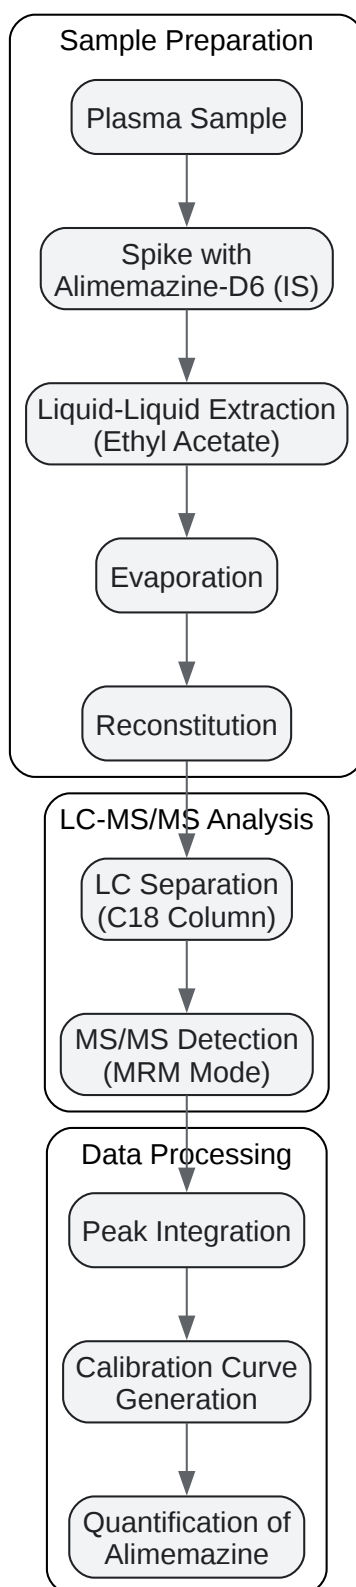 Sample Preparation
Plasma Sample
Spike with
Alimemazine-D6 (IS)
Liquid-Liquid Extraction
(Ethyl Acetate)
Evaporation
Reconstitution
LC-MS/MS Analysis
LC Separation
(C18 Column)
MS/MS Detection
(MRM Mode)
Data Processing
Peak Integration
Calibration Curve
Generation
Quantification of
Alimemazine